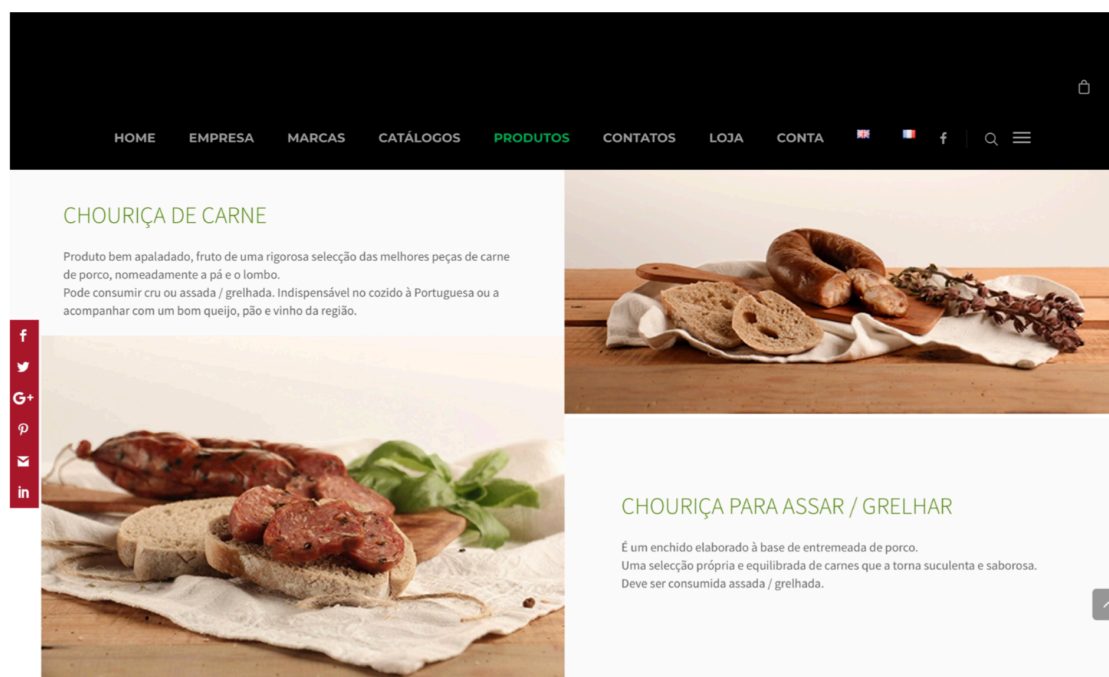 HOME EMPRESA MARCAS CATÁLOGOS PRODUTOS CONTATOS LOJA CONTA
CHOURIÇA DE CARNE
Produto bem apaladado, fruto de uma rigorosa selecção das melhores peças de carne
de porco, nomeadamente a pá e o lombo.
Pode consumir cru ou assada / grelhada. Indispensável no cozido à Portuguesa ou a
acompanhar com um bom queijo, pão e vinho da região.
CHOURIÇA PARA ASSAR / GRELHAR
É um enchido elaborado à base de entremeada de porco.
Uma selecção própria e equilibrada de carnes que a torna suculenta e saborosa.
Deve ser consumida assada / grelhada.